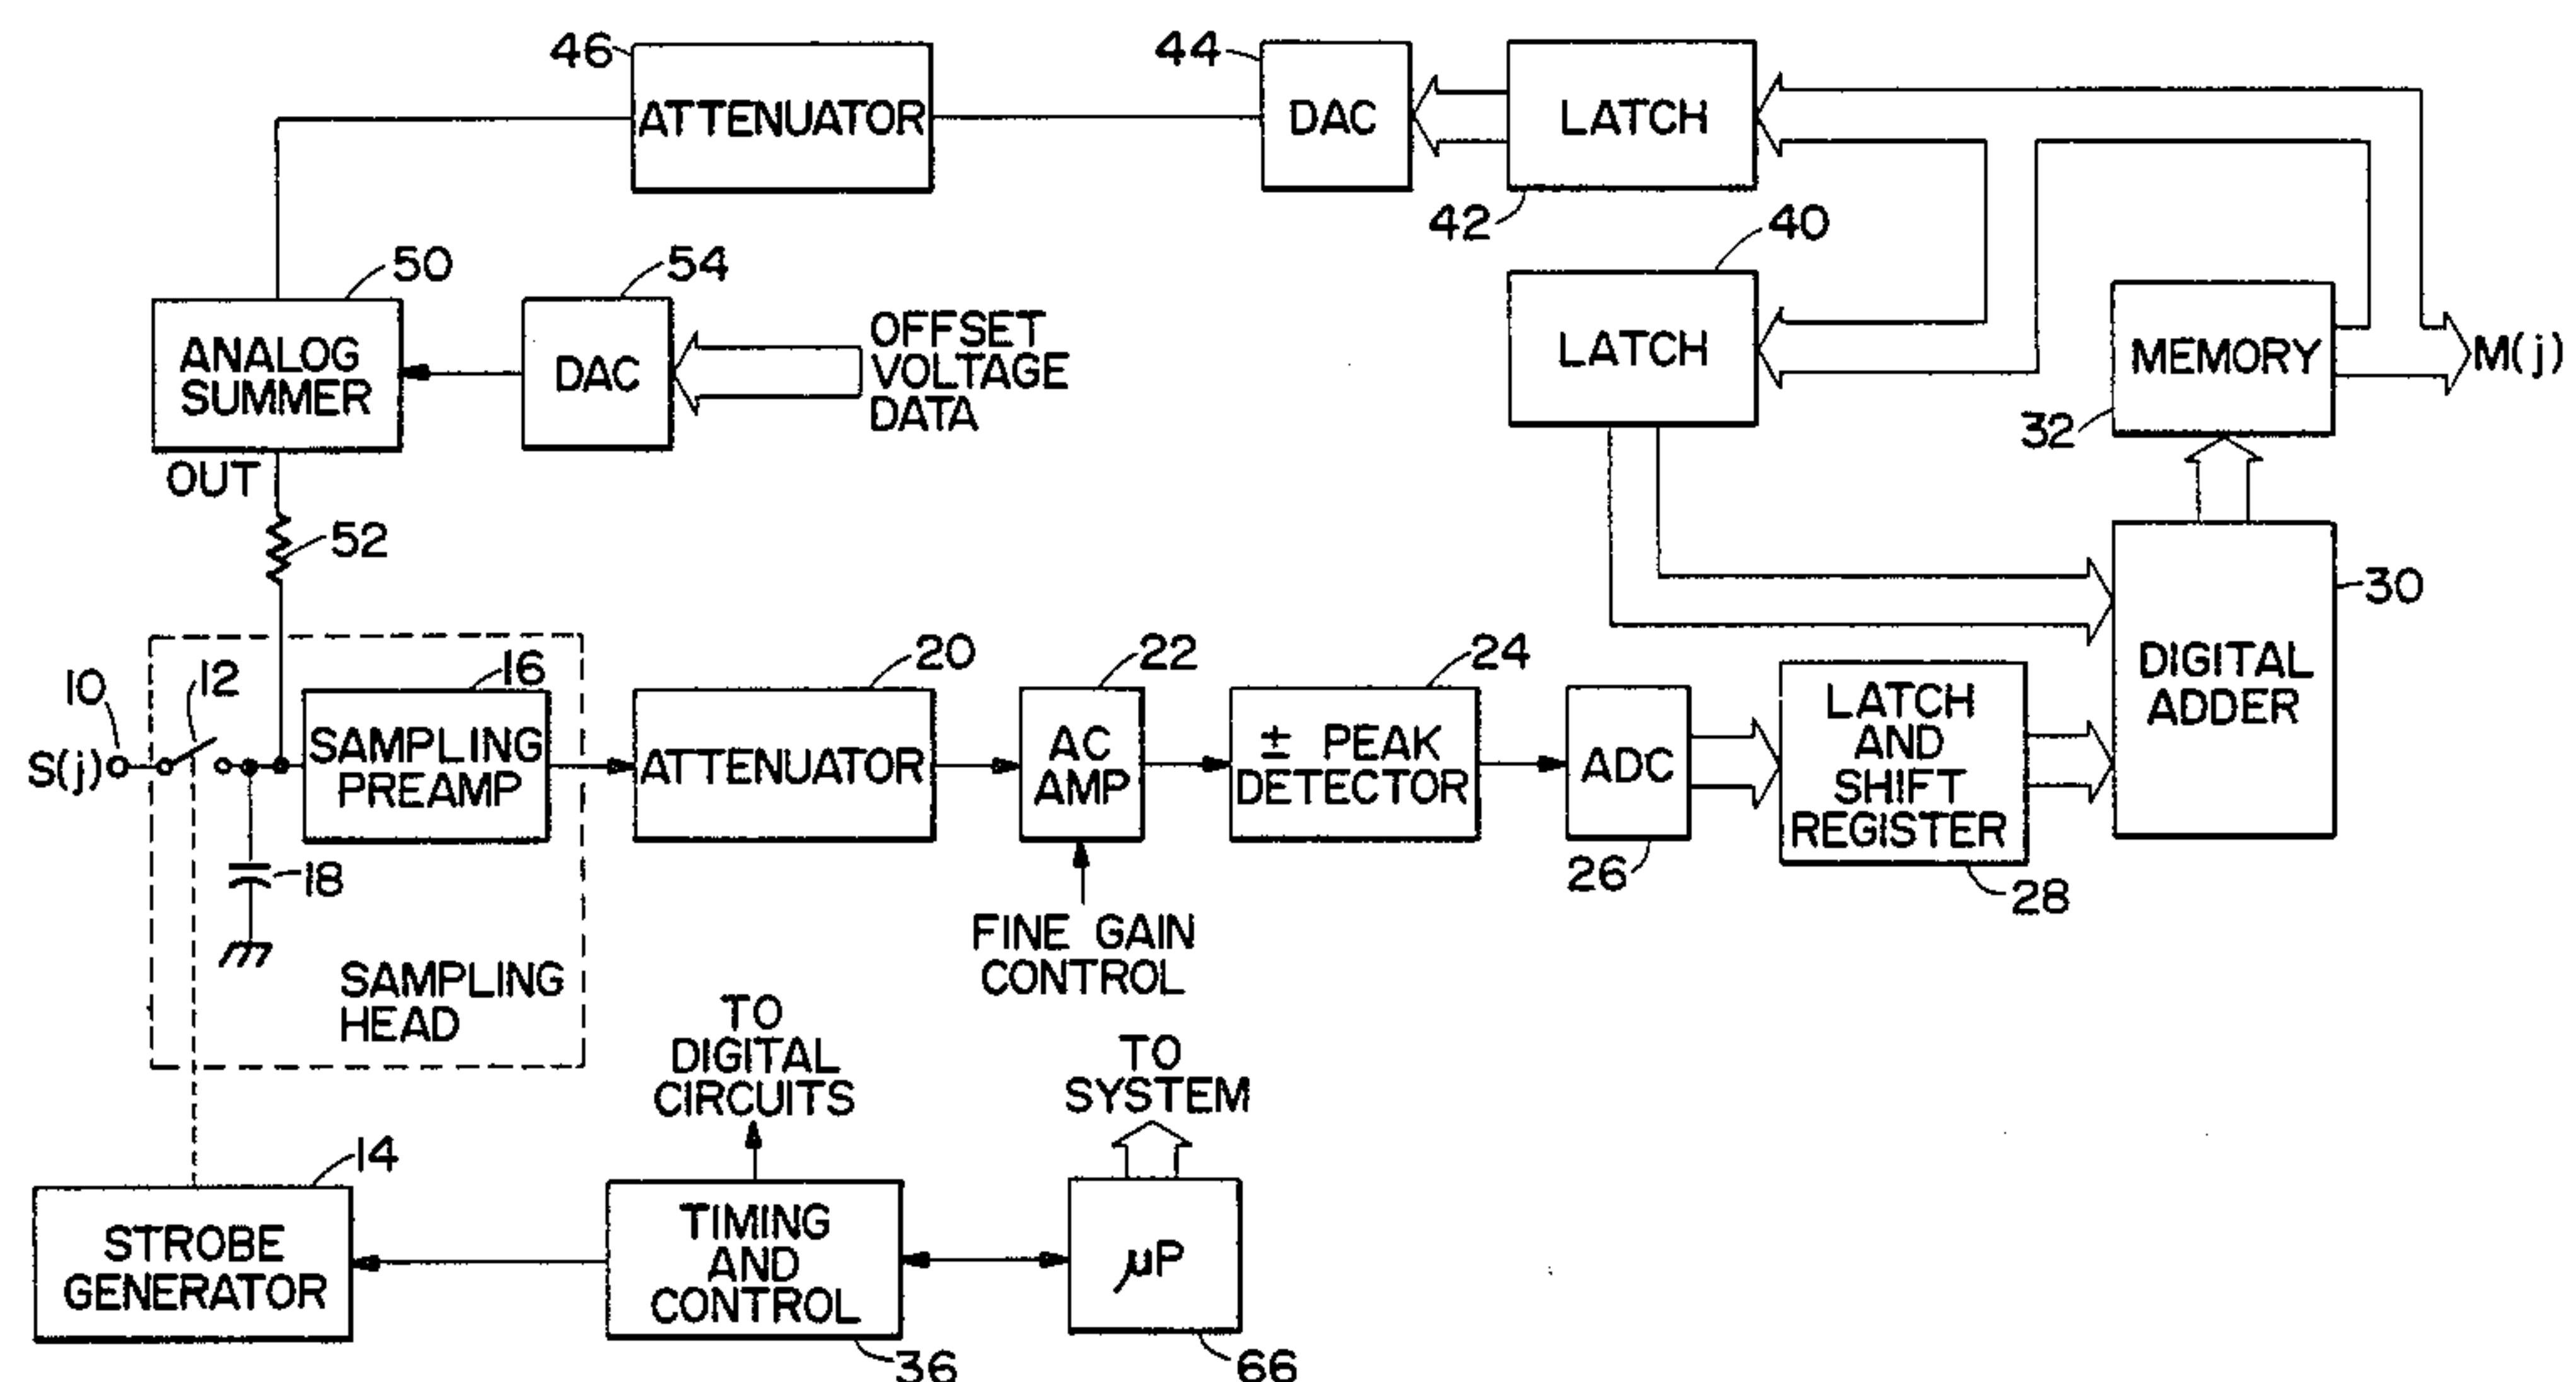 46
ATTENUATOR
44
DAC
LATCH
42
40
LATCH
50
ANALOG
SUMMER
OUT
54
DAC
OFFSET
VOLTAGE
DATA
MEMORY
32
M(j)
52
30
DIGITAL
ADDER
10
S(j)
12
16
SAMPLING
PREAMP
18
SAMPLING
HEAD
20
ATTENUATOR
22
AC
AMP
FINE GAIN
CONTROL
24
± PEAK
DETECTOR
ADC
26
LATCH
AND
SHIFT
REGISTER
28
14
STROBE
GENERATOR
TO
DIGITAL
CIRCUITS
TIMING
AND
CONTROL
36
TO
SYSTEM
μP
66